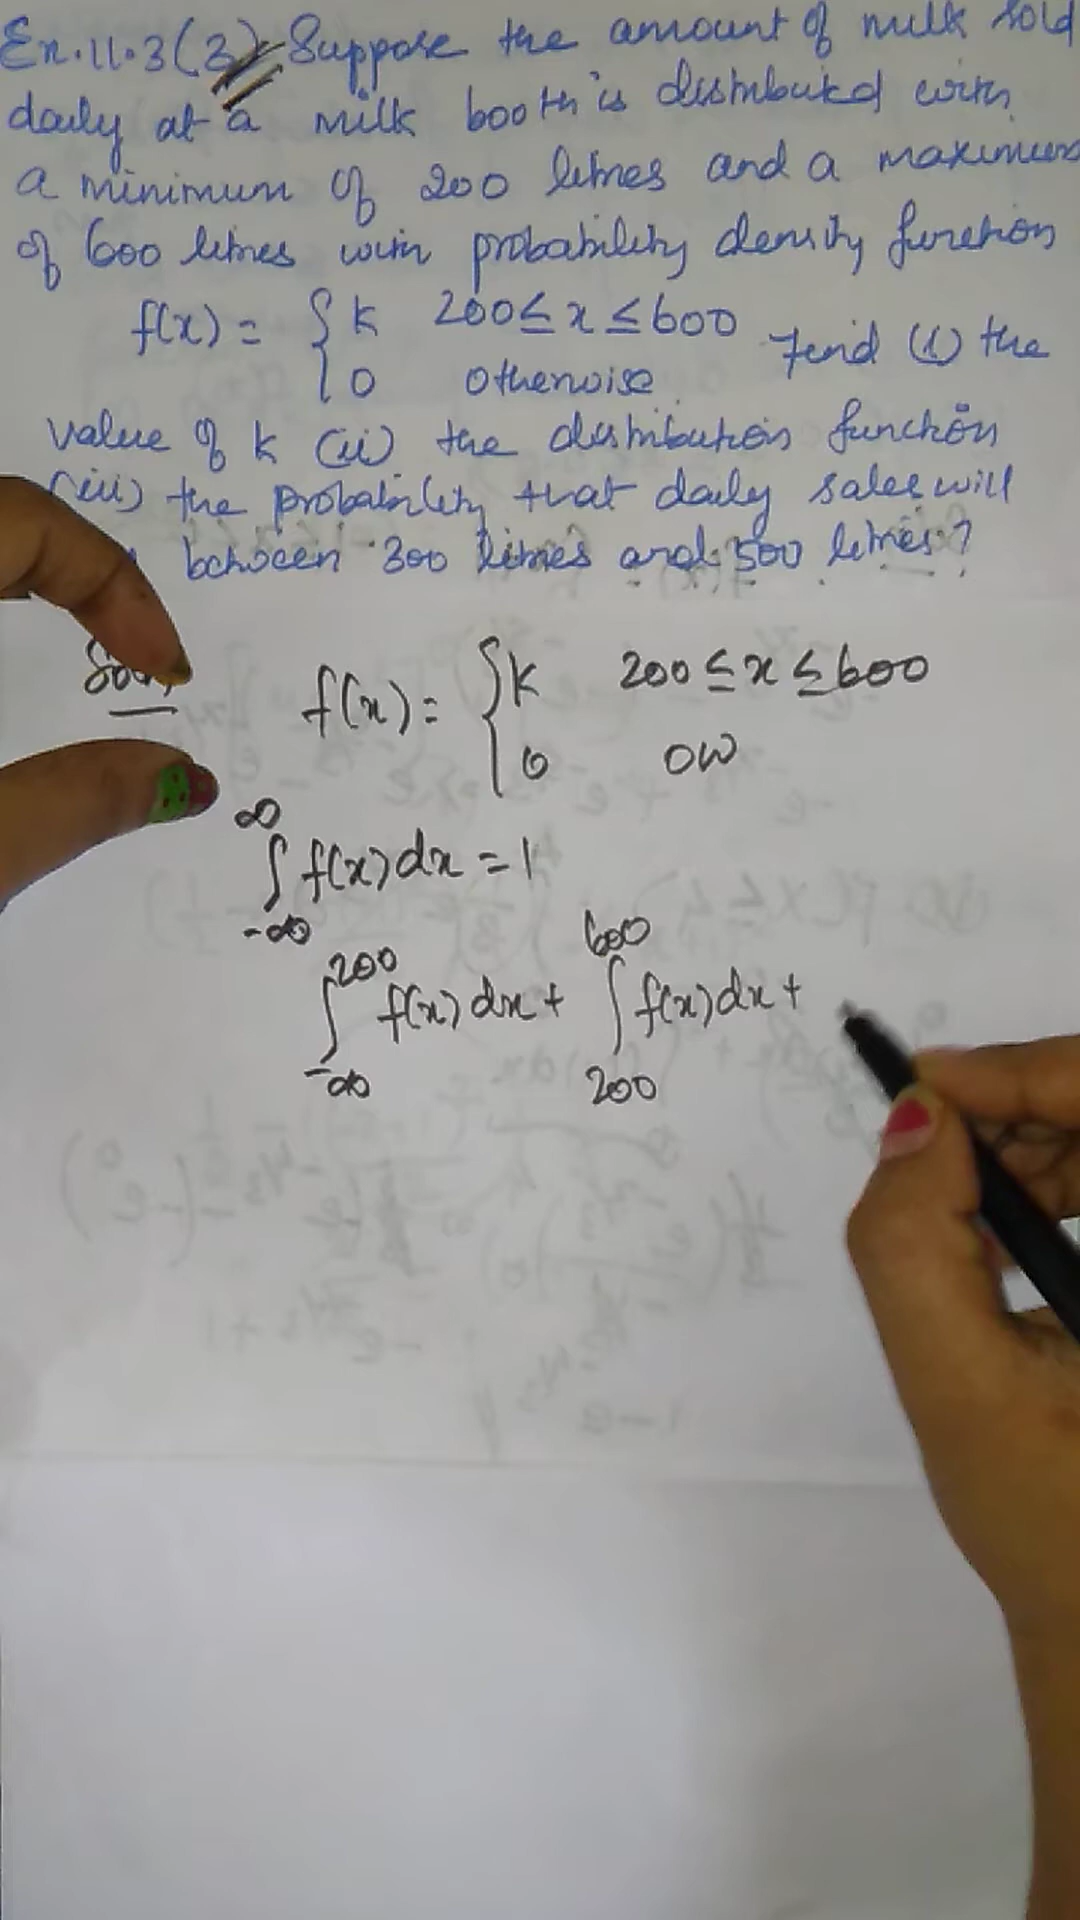 Ex.11.3(3) Suppose the amount of milk sold
daily at a milk booth is distributed with
a minimum of 200 litres and a maximum
of 600 litres with probability density function
f(x) = { k 200 ≤ x ≤ 600 find (1) the
0 otherwise
value of k (ii) the distribution function
(iii) the probability that daily sales will
between 300 litres and 500 litres?
Soln f(x) = { k 200 ≤ x ≤ 600
0 ow
∫_{-∞}^{∞} f(x) dx = 1
∫_{-∞}^{200} f(x) dx + ∫_{200}^{600} f(x) dx +